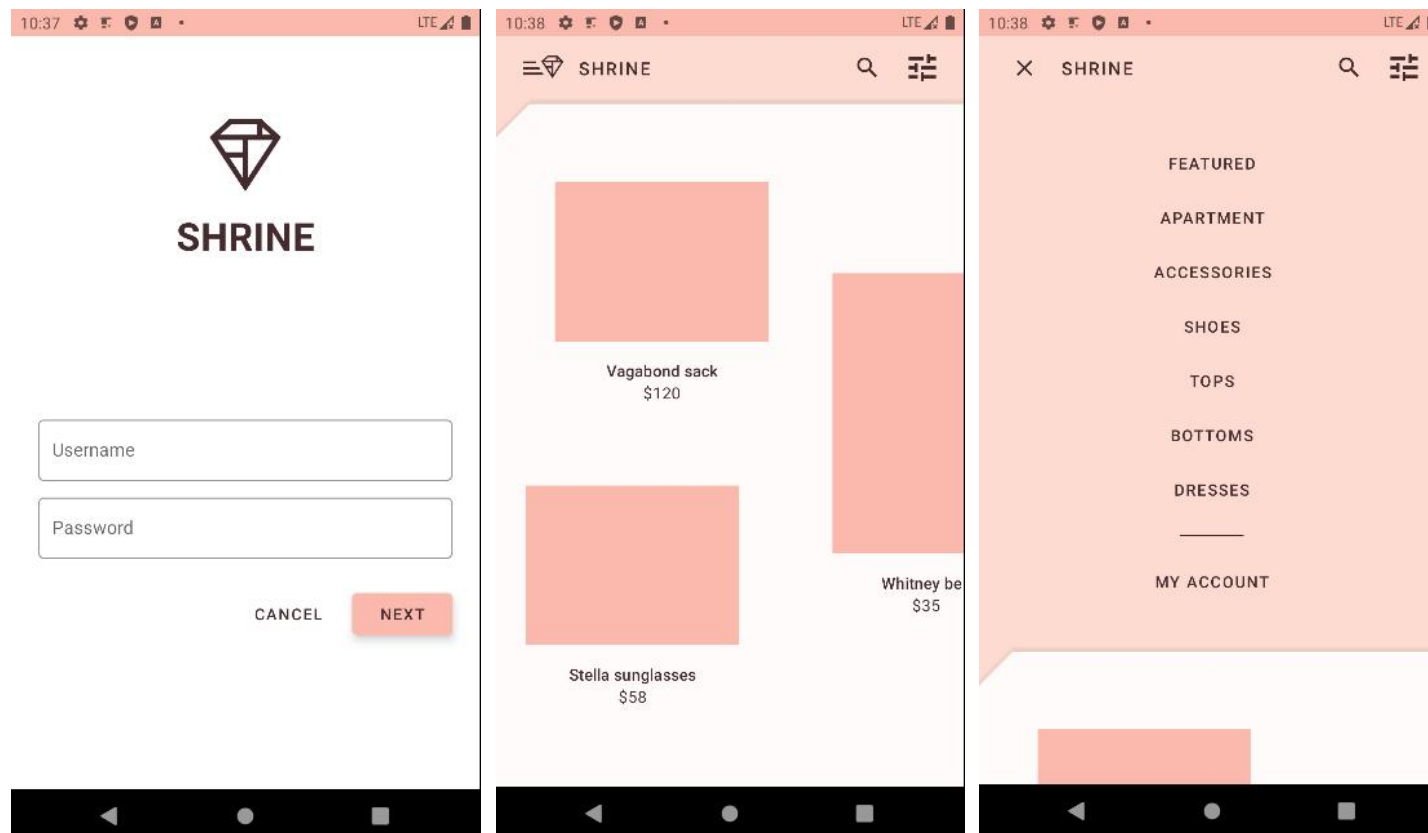 10:37
LTE
SHRINE
Username
Password
CANCEL
NEXT
10:38
LTE
SHRINE
Vagabond sack
$120
Whitney be
$35
Stella sunglasses
$58
10:38
LTE
SHRINE
FEATURED
APARTMENT
ACCESSORIES
SHOES
TOPS
BOTTOMS
DRESSES
MY ACCOUNT